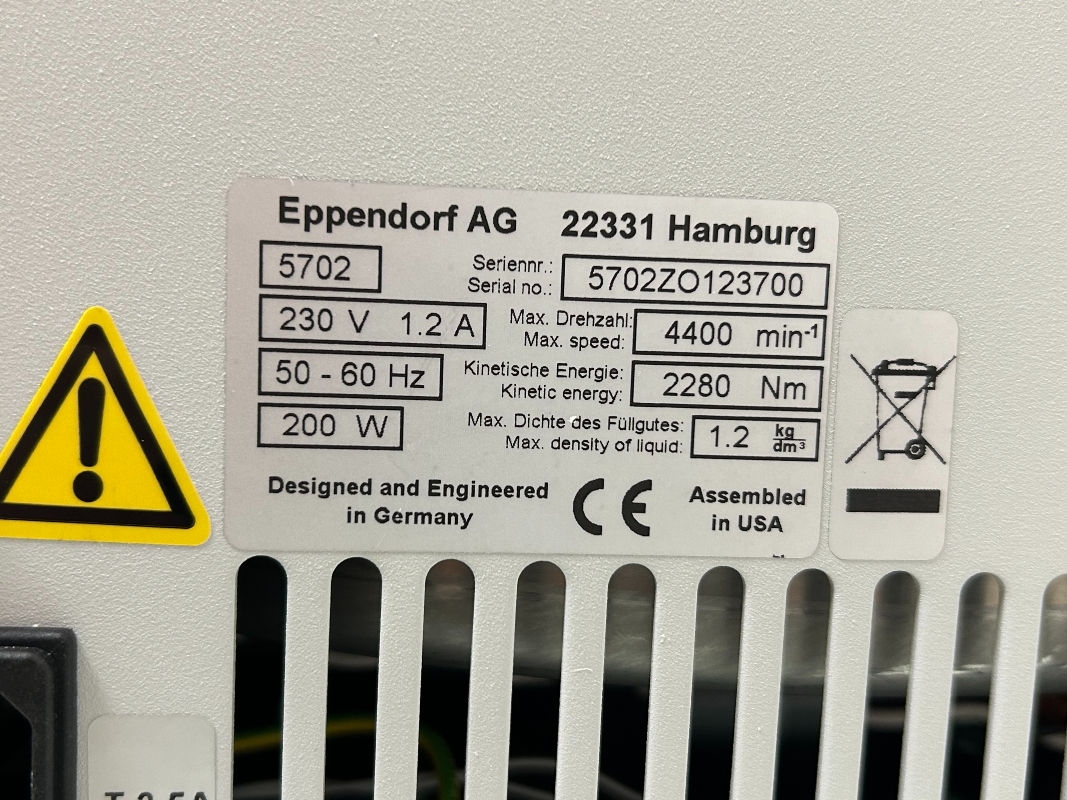 Eppendorf AG 22331 Hamburg
5702
Seriennr.:
Serial no.:
5702ZO123700
230 V 1.2 A
Max. Drehzahl:
Max. speed:
4400 min-1
50 - 60 Hz
Kinetische Energie:
Kinetic energy:
2280 Nm
200 W
Max. Dichte des Füllgutes:
Max. density of liquid:
1.2 kg/dm³
Designed and Engineered
in Germany
CE
Assembled
in USA